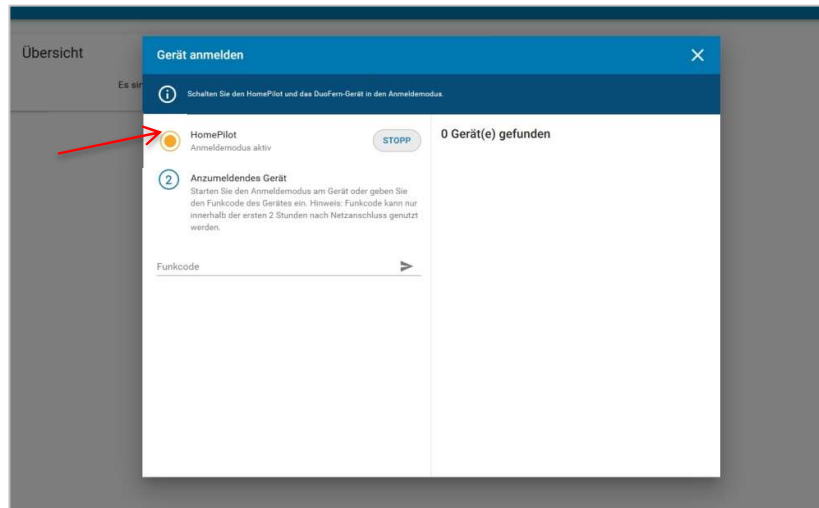 Übersicht
Gerät anmelden
Es sin
Schalten Sie den HomePilot und das DuoFern-Gerät in den Anmeldemodus.
HomePilot
Anmeldemodus aktiv
STOPP
2
Anzumeldendes Gerät
Starten Sie den Anmeldemodus am Gerät oder geben Sie
den Funkcode des Gerätes ein. Hinweis: Funkcode kann nur
innerhalb der ersten 2 Stunden nach Netzanschluss genutzt
werden.
Funkcode
0 Gerät(e) gefunden